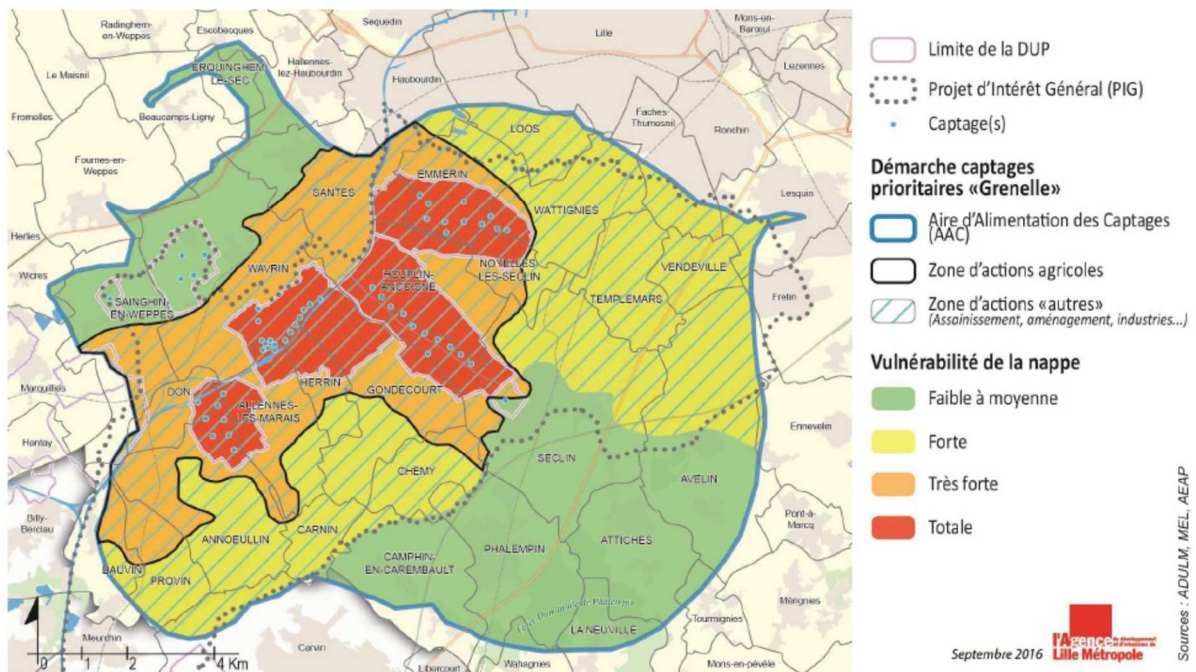 Radinghem-
en-Weppes
Escobecques
Sequedin
Lille
Mons-en-
Barœul
Le Maisnil
ERQUINGHEM
LE-SEC
Hallennes-
lez-Haubourdin
Haubourdin
Lezennes
Fromelles
Beaucamps-Ligny
LOOS
Faches-
Thumesnil
Ronchin
Fournes-en-
Weppes
SANTES
EMMERIN
Lesquin
WATTIGNIES
Herlies
Wicres
WAVRIN
HOUPLIN-
ANCOISNE
NOYELLES-
LES-SECLIN
VENDEVILLE
SAINGHIN-
EN-WEPPES
TEMPLEMARS
Fretin
Marquillies
DON
HERRIN
GONDECOURT
ALLENNES-
LES-MARAIS
Hantay
Ennevelin
SECLIN
CHEMY
AVELIN
Billy-
Berclau
ANNOEULLIN
CARNIN
Pont-à-
Marcq
CAMPHIN-
EN-CAREMBAULT
PHALEMPIN
ATTICHES
BAUVIN
PROVIN
Forêt Domaniale de Phalempin
LA NEUVILLE
Mérignies
Tourmignies
Meurchin
Carvin
Libercourt
Wahagnies
Mons-en-pévèle
0 1 2 4 Km
Limite de la DUP
Projet d'Intérêt Général (PIG)
Captage(s)
Démarche captages
prioritaires «Grenelle»
Aire d'Alimentation des Captages
(AAC)
Zone d'actions agricoles
Zone d'actions «autres»
(Assainissement, aménagement, industries...)
Vulnérabilité de la nappe
Faible à moyenne
Forte
Très forte
Totale
Septembre 2016
l'Agence
Lille Métropole
Sources : ADULM, MEL, AEAP